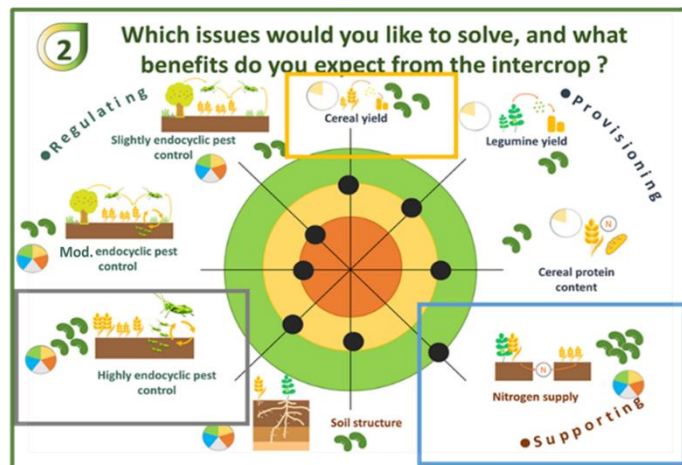 2
Which issues would you like to solve, and what
benefits do you expect from the intercrop ?
Regulating
Provisioning
Slightly endocyclic pest
control
Cereal yield
Legumine yield
Mod. endocyclic pest
control
N
Cereal protein
content
Highly endocyclic pest
control
N
Nitrogen supply
Soil structure
Supporting